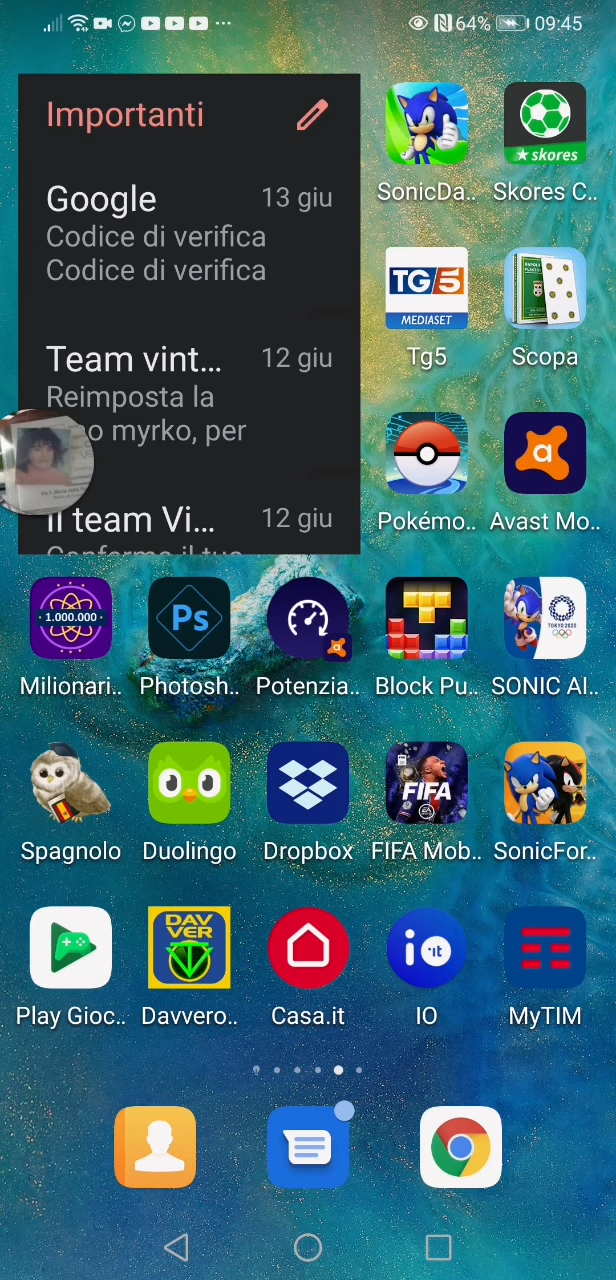 64% 09:45
Importanti
Google 13 giu
Codice di verifica
Codice di verifica
Team vint... 12 giu
Reimposta la
o myrko, per
Il team Vi... 12 giu
SonicDa.. Skores C..
skores
TG5
MEDIASET
Tg5 Scopa
Pokémo.. Avast Mo..
a
1.000.000 Ps TOKYO 2020
Milionari.. Photosh.. Potenzia.. Block Pu.. SONIC AI..
FIFA
Spagnolo Duolingo Dropbox FIFA Mob.. SonicFor..
DAV
VER
io it
Play Gioc.. Davvero.. Casa.it IO MyTIM